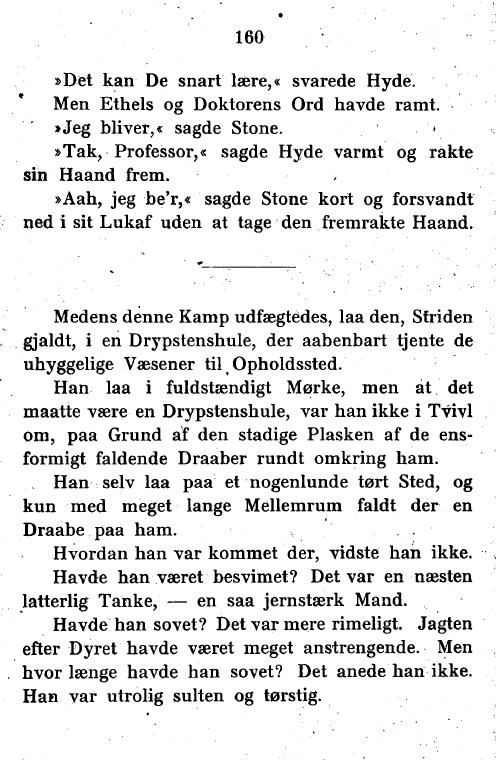 160
»Det kan De snart lære,« svarede Hyde.
Men Ethels og Doktorens Ord havde ramt.
»Jeg bliver,« sagde Stone.
»Tak, Professor,« sagde Hyde varmt og rakte
sin Haand frem.
»Aah, jeg be'r,« sagde Stone kort og forsvandt
ned i sit Lukaf uden at tage den fremrakte Haand.
Medens denne Kamp udfægtedes, laa den, Striden
gjaldt, i en Drypstenshule, der aabenbart tjente de
uhyggelige Væsener til Opholdssted.
Han laa i fuldstændigt Mørke, men at det
maatte være en Drypstenshule, var han ikke i Tvivl
om, paa Grund af den stadige Plasken af de ens-
formigt faldende Draaber rundt omkring ham.
Han selv laa paa et nogenlunde tørt Sted, og
kun med meget lange Mellemrum faldt der en
Draabe paa ham.
Hvordan han var kommet der, vidste han ikke.
Havde han været besvimet? Det var en næsten
latterlig Tanke, — en saa jernstærk Mand.
Havde han sovet? Det var mere rimeligt. Jagten
efter Dyret havde været meget anstrengende. Men
hvor længe havde han sovet? Det anede han ikke.
Han var utrolig sulten og tørstig.